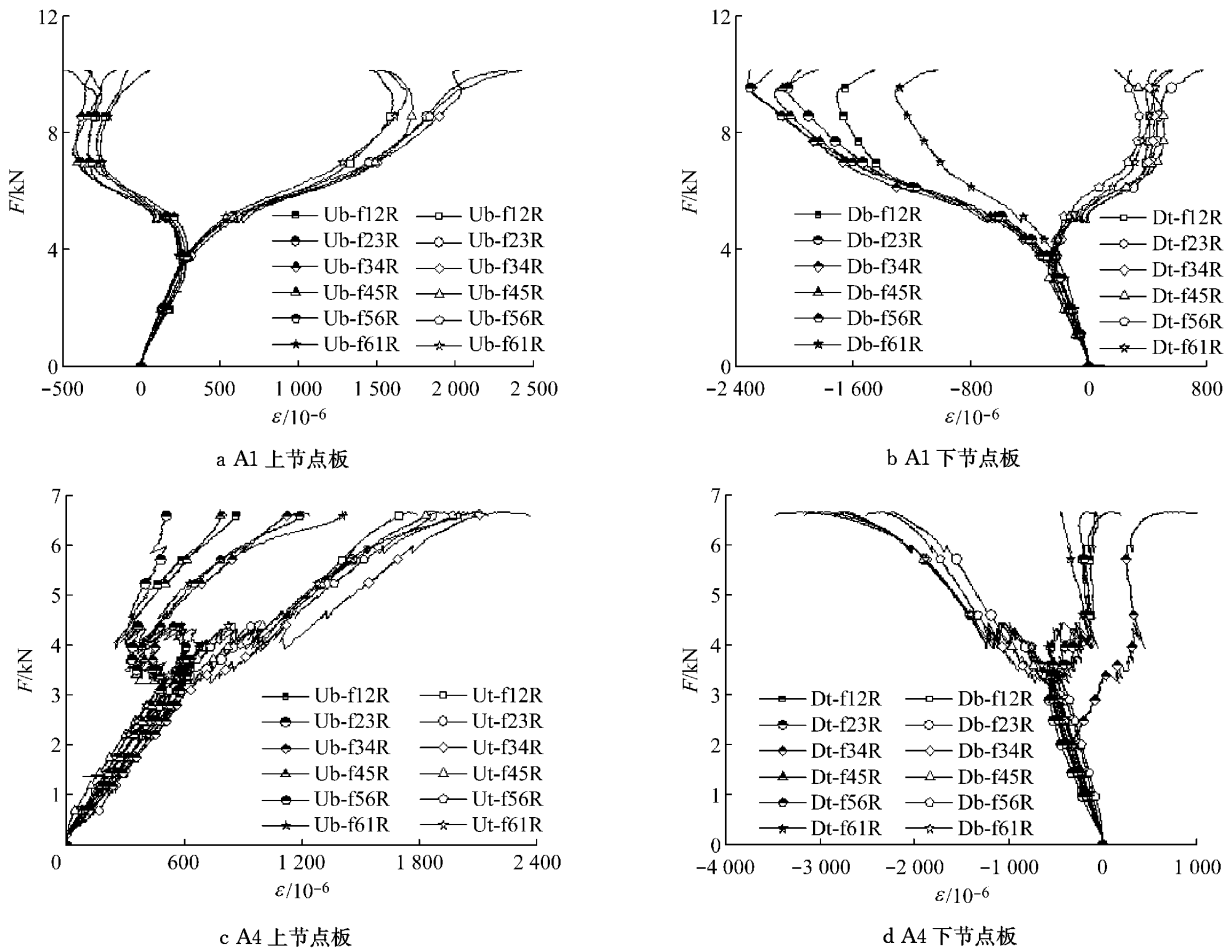 12
8
4
0
F/kN
Ub-f12R Ub-f12R
Ub-f23R Ub-f23R
Ub-f34R Ub-f34R
Ub-f45R Ub-f45R
Ub-f56R Ub-f56R
Ub-f61R Ub-f61R
−500 0 500 1 000 1 500 2 000 2 500
ε/10⁻⁶
a A1 上节点板
12
8
4
0
F/kN
Db-f12R Dt-f12R
Db-f23R Dt-f23R
Db-f34R Dt-f34R
Db-f45R Dt-f45R
Db-f56R Dt-f56R
Db-f61R Dt-f61R
−2 400 −1 600 −800 0 800
ε/10⁻⁶
b A1 下节点板
7
6
5
4
3
2
1
F/kN
Ub-f12R Ut-f12R
Ub-f23R Ut-f23R
Ub-f34R Ut-f34R
Ub-f45R Ut-f45R
Ub-f56R Ut-f56R
Ub-f61R Ut-f61R
0 600 1 200 1 800 2 400
ε/10⁻⁶
c A4 上节点板
7
6
5
4
3
2
1
0
F/kN
Dt-f12R Db-f12R
Dt-f23R Db-f23R
Dt-f34R Db-f34R
Dt-f45R Db-f45R
Dt-f56R Db-f56R
Dt-f61R Db-f61R
−4 000 −3 000 −2 000 −1 000 0 1 000
ε/10⁻⁶
d A4 下节点板